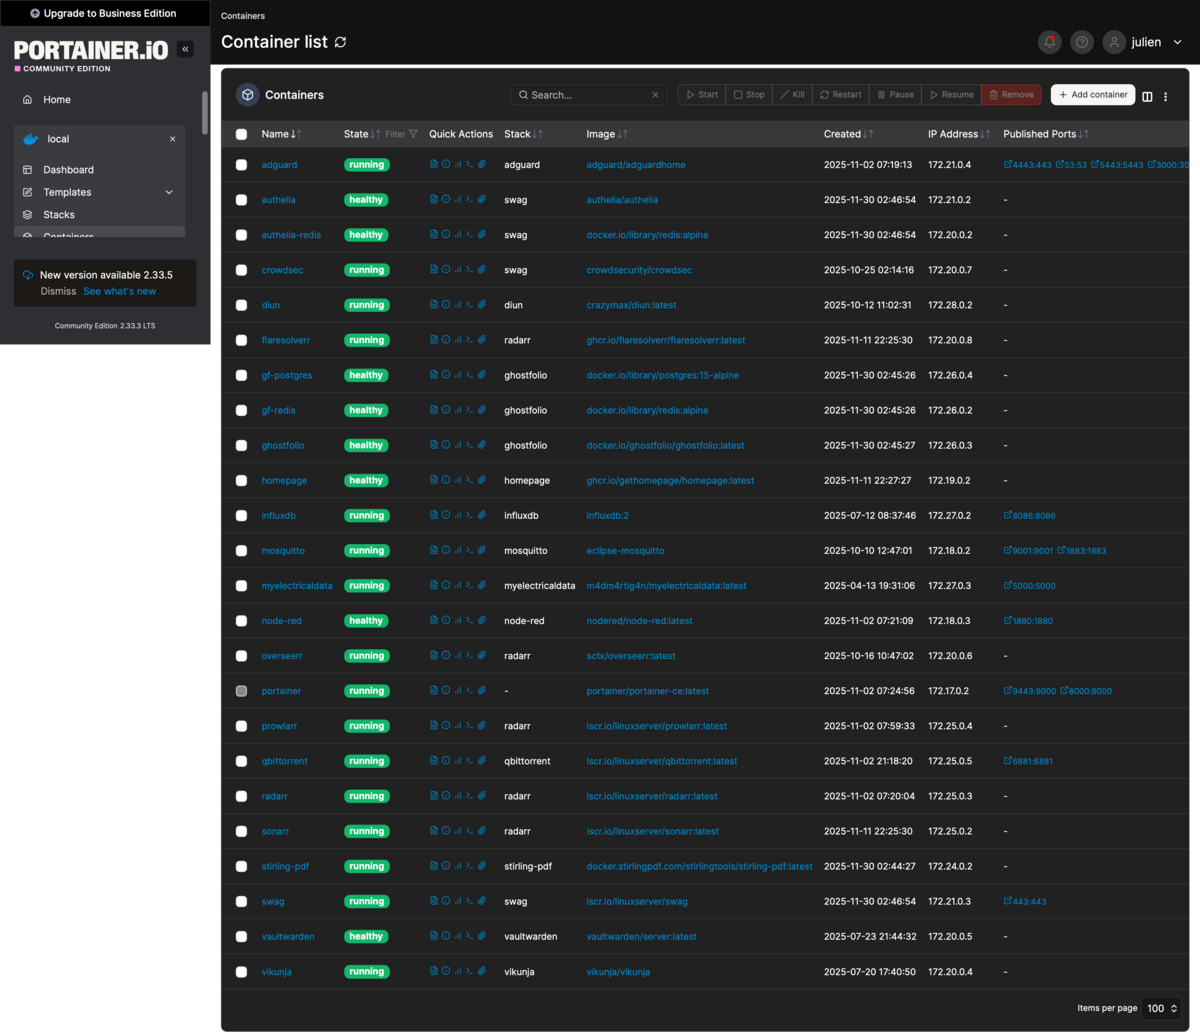 Upgrade to Business Edition
PORTAINER.iO
COMMUNITY EDITION
Home
local
Dashboard
Templates
Stacks
Containers
New version available 2.33.5
Dismiss See what's new
Community Edition 2.33.3 LTS
Containers
Container list
julien
Containers
Search...
Start Stop Kill Restart Pause Resume Remove
Add container
Name State Filter Quick Actions Stack Image Created IP Address Published Ports
adguard running adguard adguard/adguardhome 2025-11-02 07:19:13 172.21.0.4 4443:443 53:53 5443:5443 3000:30
authelia healthy swag authelia/authelia 2025-11-30 02:46:54 172.21.0.2 -
authelia-redis healthy swag docker.io/library/redis:alpine 2025-11-30 02:46:54 172.20.0.2 -
crowdsec running swag crowdsecurity/crowdsec 2025-10-25 02:14:16 172.20.0.7 -
diun running diun crazymax/diun:latest 2025-10-12 11:02:31 172.28.0.2 -
flaresolverr running radarr ghcr.io/flaresolverr/flaresolverr:latest 2025-11-11 22:25:30 172.20.0.8 -
gf-postgres healthy ghostfolio docker.io/library/postgres:15-alpine 2025-11-30 02:45:26 172.26.0.4 -
gf-redis healthy ghostfolio docker.io/library/redis:alpine 2025-11-30 02:45:26 172.26.0.2 -
ghostfolio healthy ghostfolio docker.io/ghostfolio/ghostfolio:latest 2025-11-30 02:45:27 172.26.0.3 -
homepage healthy homepage ghcr.io/gethomepage/homepage:latest 2025-11-11 22:27:27 172.19.0.2 -
influxdb running influxdb influxdb:2 2025-07-12 08:37:46 172.27.0.2 8086:8086
mosquitto running mosquitto eclipse-mosquitto 2025-10-10 12:47:01 172.18.0.2 9001:9001 1883:1883
myelectricaldata running myelectricaldata m4dm4rtig4n/myelectricaldata:latest 2025-04-13 19:31:06 172.27.0.3 5000:5000
node-red healthy node-red nodered/node-red:latest 2025-11-02 07:21:09 172.18.0.3 1880:1880
overseerr running radarr sctx/overseerr:latest 2025-10-16 10:47:02 172.20.0.6 -
portainer running - portainer/portainer-ce:latest 2025-11-02 07:24:56 172.17.0.2 9443:9000 8000:8000
prowlarr running radarr lscr.io/linuxserver/prowlarr:latest 2025-11-02 07:59:33 172.25.0.4 -
qbittorrent running qbittorrent lscr.io/linuxserver/qbittorrent:latest 2025-11-02 21:18:20 172.25.0.5 6881:6881
radarr running radarr lscr.io/linuxserver/radarr:latest 2025-11-02 07:20:04 172.25.0.3 -
sonarr running radarr lscr.io/linuxserver/sonarr:latest 2025-11-11 22:25:30 172.25.0.2 -
stirling-pdf running stirling-pdf docker.stirlingpdf.com/stirlingtools/stirling-pdf:latest 2025-11-30 02:44:27 172.24.0.2 -
swag running swag lscr.io/linuxserver/swag 2025-11-30 02:46:54 172.21.0.3 443:443
vaultwarden healthy vaultwarden vaultwarden/server:latest 2025-07-23 21:44:32 172.20.0.5 -
vikunja running vikunja vikunja/vikunja 2025-07-20 17:40:50 172.20.0.4 -
Items per page 100